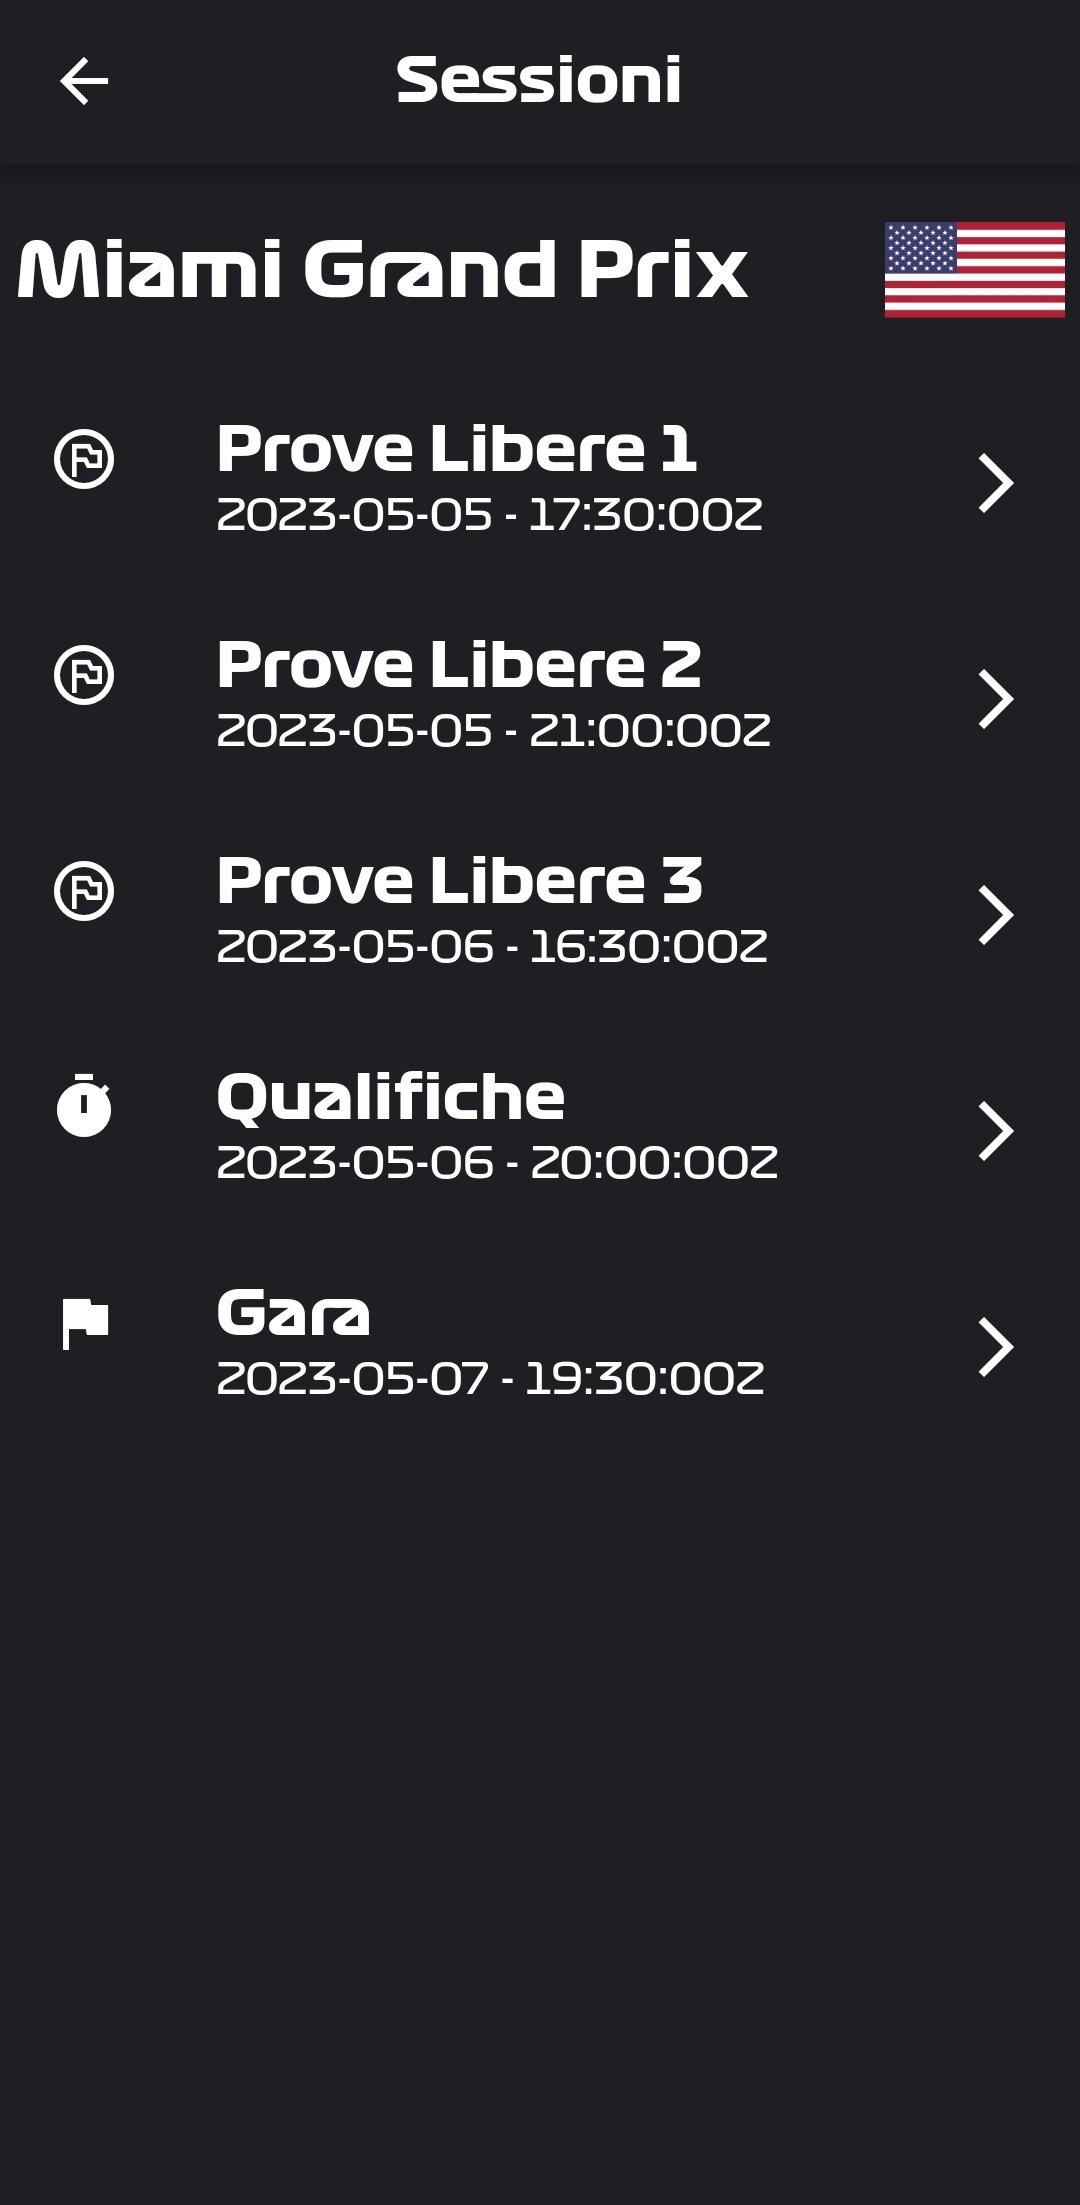 Sessioni
Miami Grand Prix
Prove Libere 1
2023-05-05 - 17:30:00Z
Prove Libere 2
2023-05-05 - 21:00:00Z
Prove Libere 3
2023-05-06 - 16:30:00Z
Qualifiche
2023-05-06 - 20:00:00Z
Gara
2023-05-07 - 19:30:00Z